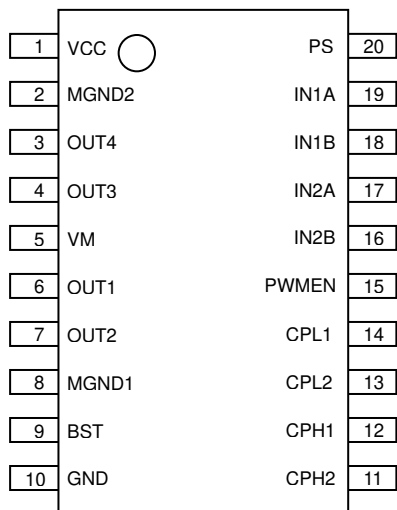 1 VCC PS 20
2 MGND2 IN1A 19
3 OUT4 IN1B 18
4 OUT3 IN2A 17
5 VM IN2B 16
6 OUT1 PWMEN 15
7 OUT2 CPL1 14
8 MGND1 CPL2 13
9 BST CPH1 12
10 GND CPH2 11